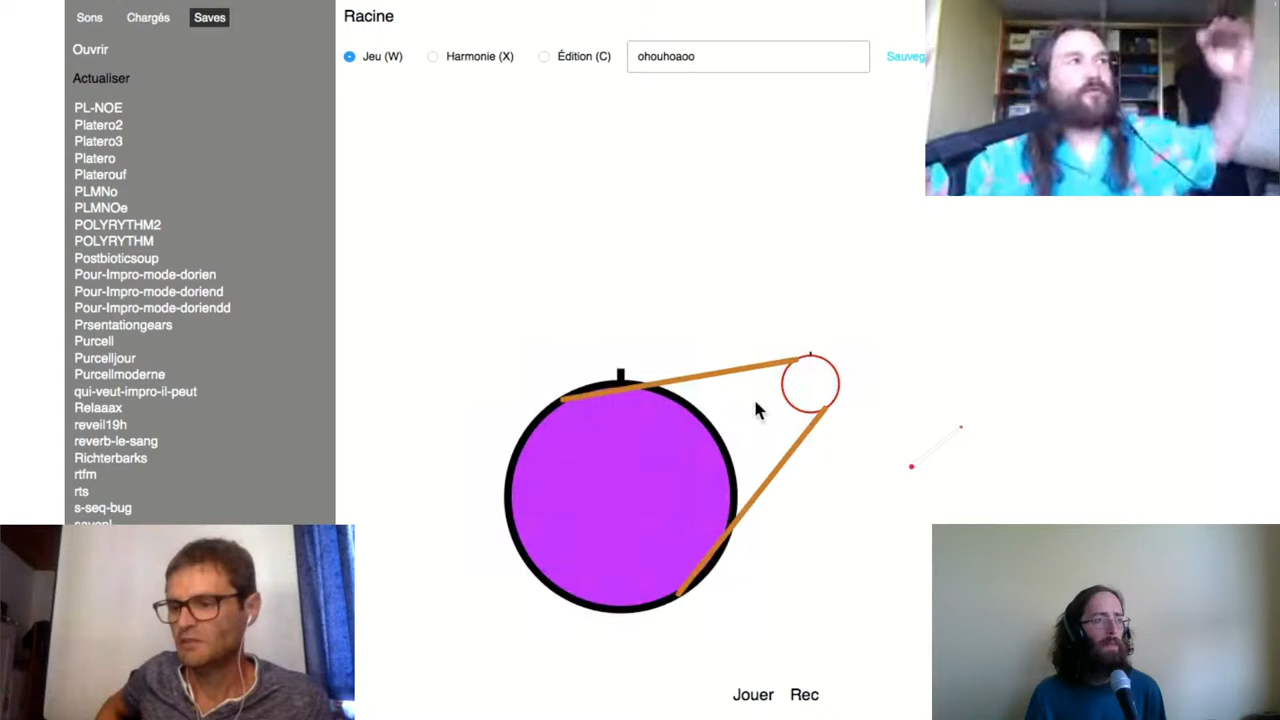 Sons Chargés Saves
Ouvrir
Actualiser
PL-NOE
Platero2
Platero3
Platero
Platerouf
PLMNo
PLMNOe
POLYRYTHM2
POLYRYTHM
Postbioticsoup
Pour-Impro-mode-dorien
Pour-Impro-mode-doriend
Pour-Impro-mode-doriendd
Prsentationgears
Purcell
Purcelljour
Purcellmoderne
qui-veut-impro-il-peut
Relaaax
reveil19h
reverb-le-sang
Richterbarks
rtfm
rts
s-seq-bug
Racine
Jeu (W) Harmonie (X) Édition (C) ohouhoaoo Sauveg
Jouer Rec